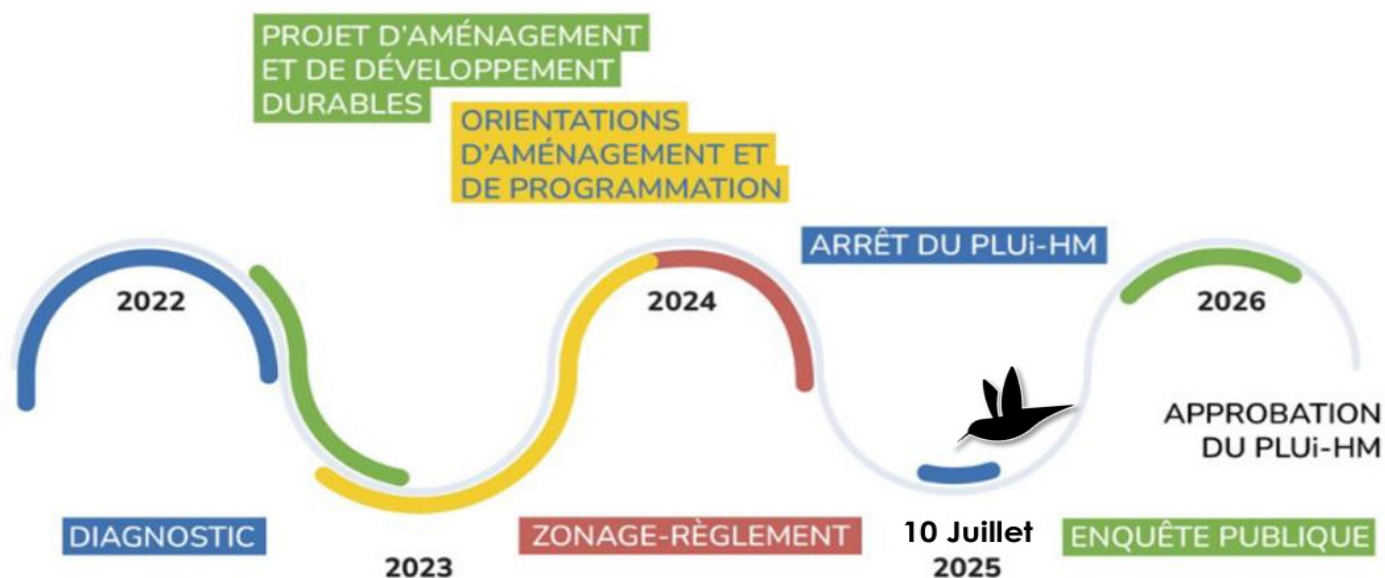 PROJET D'AMÉNAGEMENT
ET DE DÉVELOPPEMENT
DURABLES
ORIENTATIONS
D'AMÉNAGEMENT ET
DE PROGRAMMATION
ARRÊT DU PLUi-HM
2022
2024
2026
APPROBATION
DU PLUi-HM
DIAGNOSTIC
ZONAGE-RÈGLEMENT
10 Juillet
ENQUÊTE PUBLIQUE
2023
2025